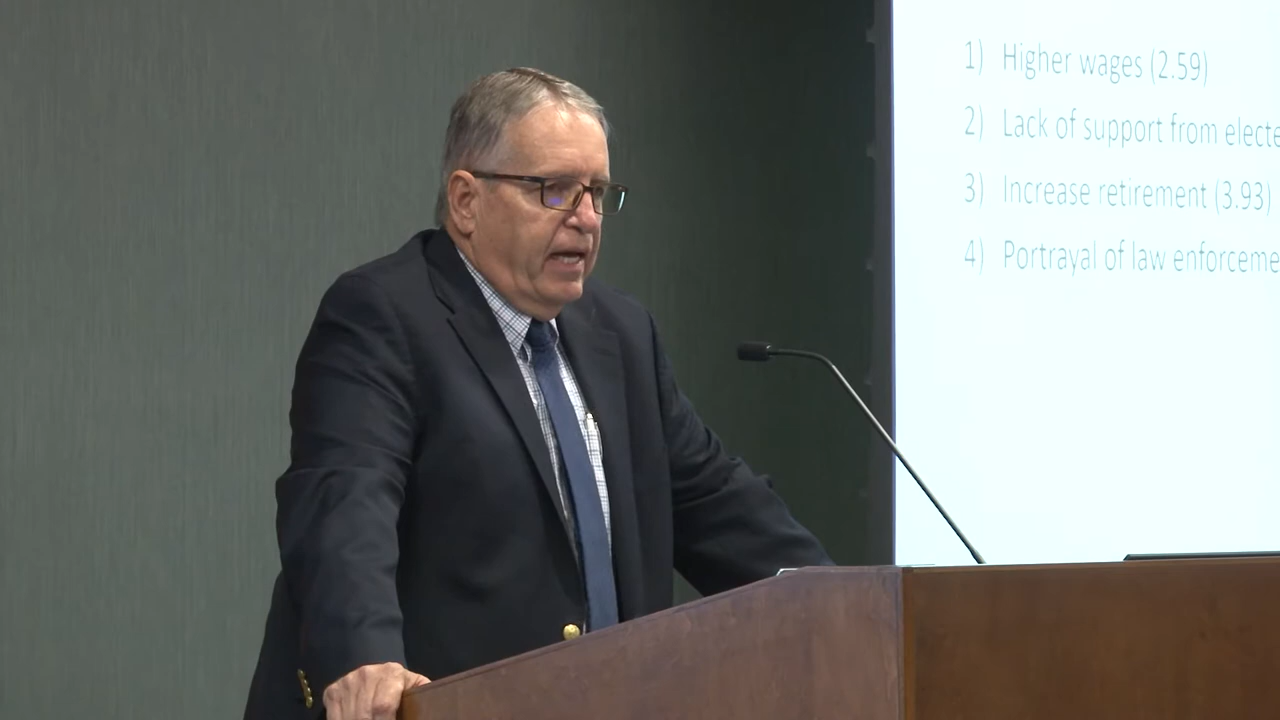 1) Higher wages (2.59)
2) Lack of support from electe
3) Increase retirement (3.93)
4) Portrayal of law enforceme